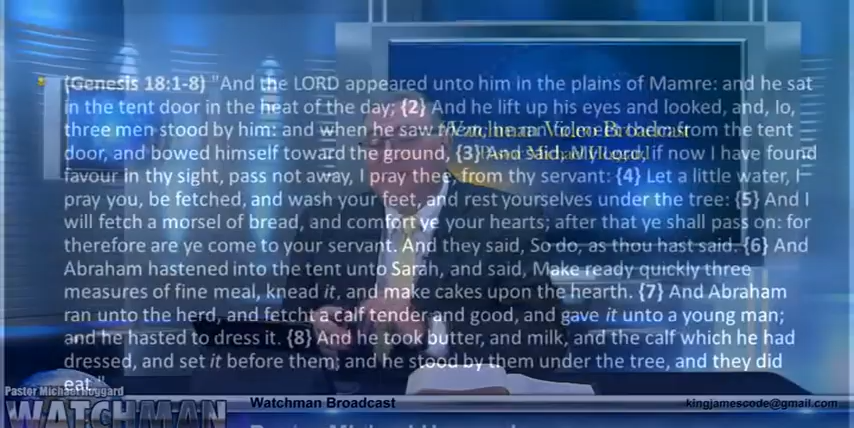 (Genesis 18:1-8) "And the LORD appeared unto him in the plains of Mamre: and he sat
in the tent door in the heat of the day; {2} And he lift up his eyes and looked, and, lo,
three men stood by him: and when he saw them, he ran to meet them from the tent
door, and bowed himself toward the ground, {3} And said, My Lord, if now I have found
favour in thy sight, pass not away, I pray thee, from thy servant: {4} Let a little water, I
pray you, be fetched, and wash your feet, and rest yourselves under the tree: {5} And I
will fetch a morsel of bread, and comfort ye your hearts; after that ye shall pass on: for
therefore are ye come to your servant. And they said, So do, as thou hast said. {6} And
Abraham hastened into the tent unto Sarah, and said, Make ready quickly three
measures of fine meal, knead it, and make cakes upon the hearth. {7} And Abraham
ran unto the herd, and fetcht a calf tender and good, and gave it unto a young man;
and he hasted to dress it. {8} And he took butter, and milk, and the calf which he had
dressed, and set it before them; and he stood by them under the tree, and they did
eat."
Watchman Video Broadcast
Pastor Michael Hoggard
Pastor Michael Hoggard
WATCHMAN
Watchman Broadcast
kingjamescode@gmail.com
Pastor Michael Hoggard